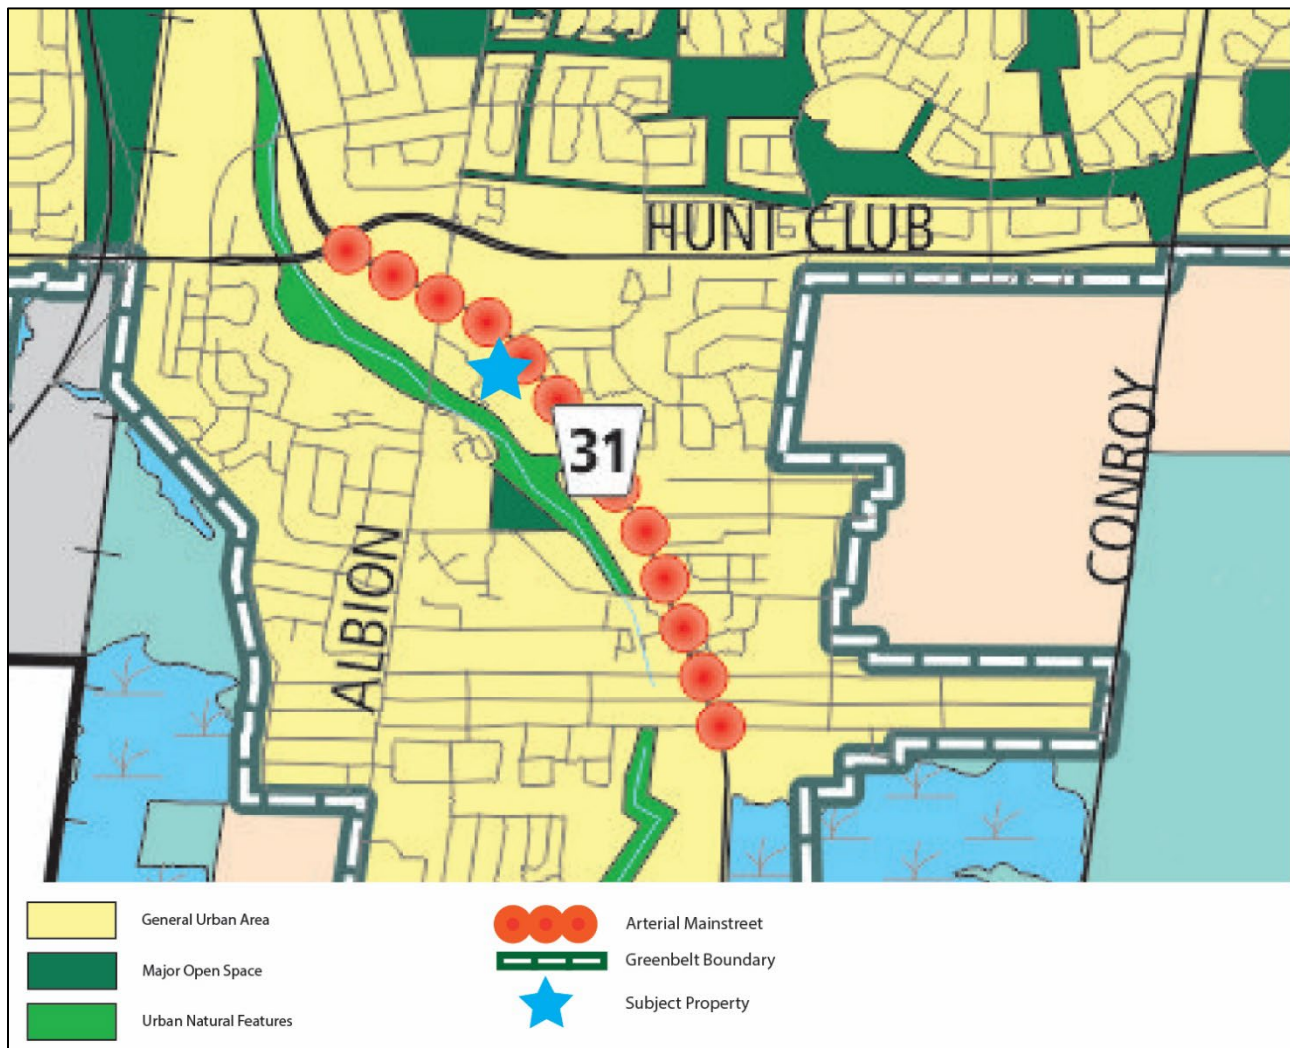 HUNT CLUB
31
CONROY
ALBION
General Urban Area
Major Open Space
Urban Natural Features
Arterial Mainstreet
Greenbelt Boundary
Subject Property